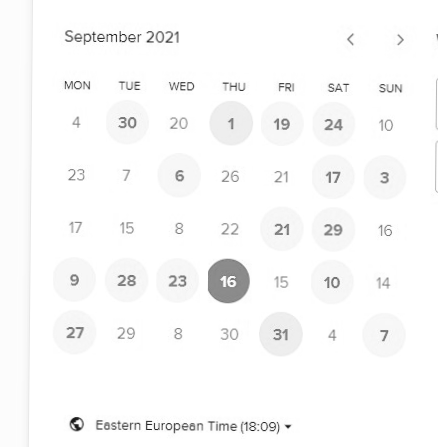 September 2021
MON TUE WED THU FRI SAT SUN
4 30 20 1 19 24 10
23 7 6 26 21 17 3
17 15 8 22 21 29 16
9 28 23 16 15 10 14
27 29 8 30 31 4 7
Eastern European Time (18:09)